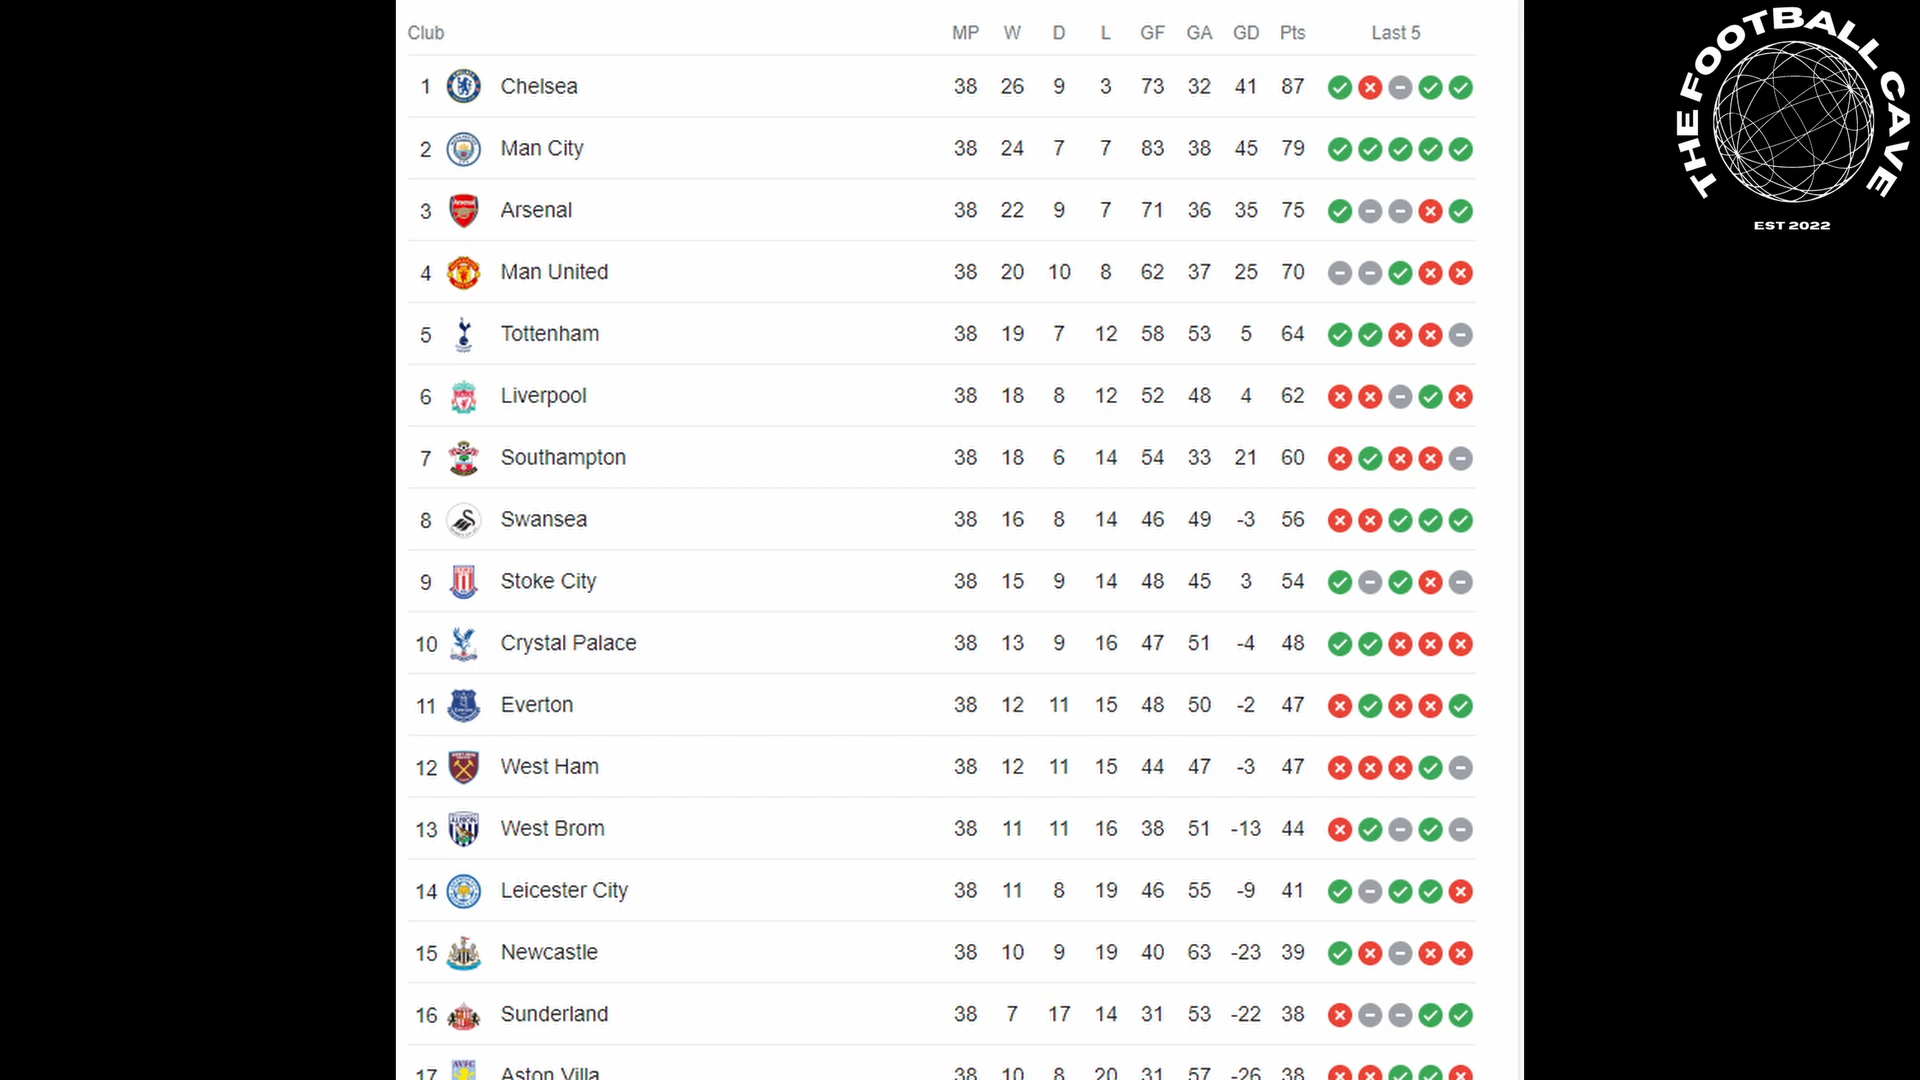 Club MP W D L GF GA GD Pts Last 5
1 Chelsea 38 26 9 3 73 32 41 87
2 Man City 38 24 7 7 83 38 45 79
3 Arsenal 38 22 9 7 71 36 35 75
4 Man United 38 20 10 8 62 37 25 70
5 Tottenham 38 19 7 12 58 53 5 64
6 Liverpool 38 18 8 12 52 48 4 62
7 Southampton 38 18 6 14 54 33 21 60
8 Swansea 38 16 8 14 46 49 -3 56
9 Stoke City 38 15 9 14 48 45 3 54
10 Crystal Palace 38 13 9 16 47 51 -4 48
11 Everton 38 12 11 15 48 50 -2 47
12 West Ham 38 12 11 15 44 47 -3 47
13 West Brom 38 11 11 16 38 51 -13 44
14 Leicester City 38 11 8 19 46 55 -9 41
15 Newcastle 38 10 9 19 40 63 -23 39
16 Sunderland 38 7 17 14 31 53 -22 38
17 Aston Villa 38 10 8 20 31 57 -26 38
THE FOOTBALL CAVE
EST 2022